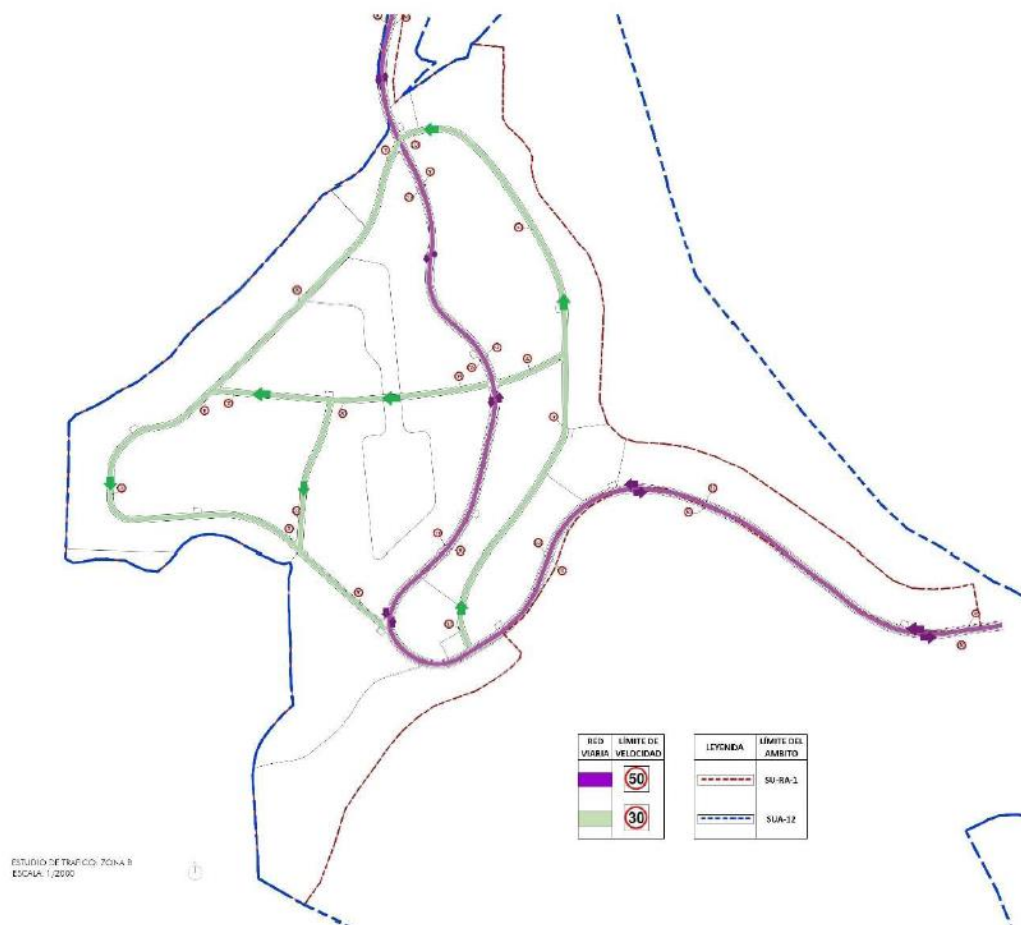 RED VIARIA
LÍMITE DE VELOCIDAD
50
30
LEYENDA
LÍMITE DEL AMBITO
SU-RA-1
SUA-12
ESTUDIO DE TRAFICO: ZONA B
ESCALA: 1/2000